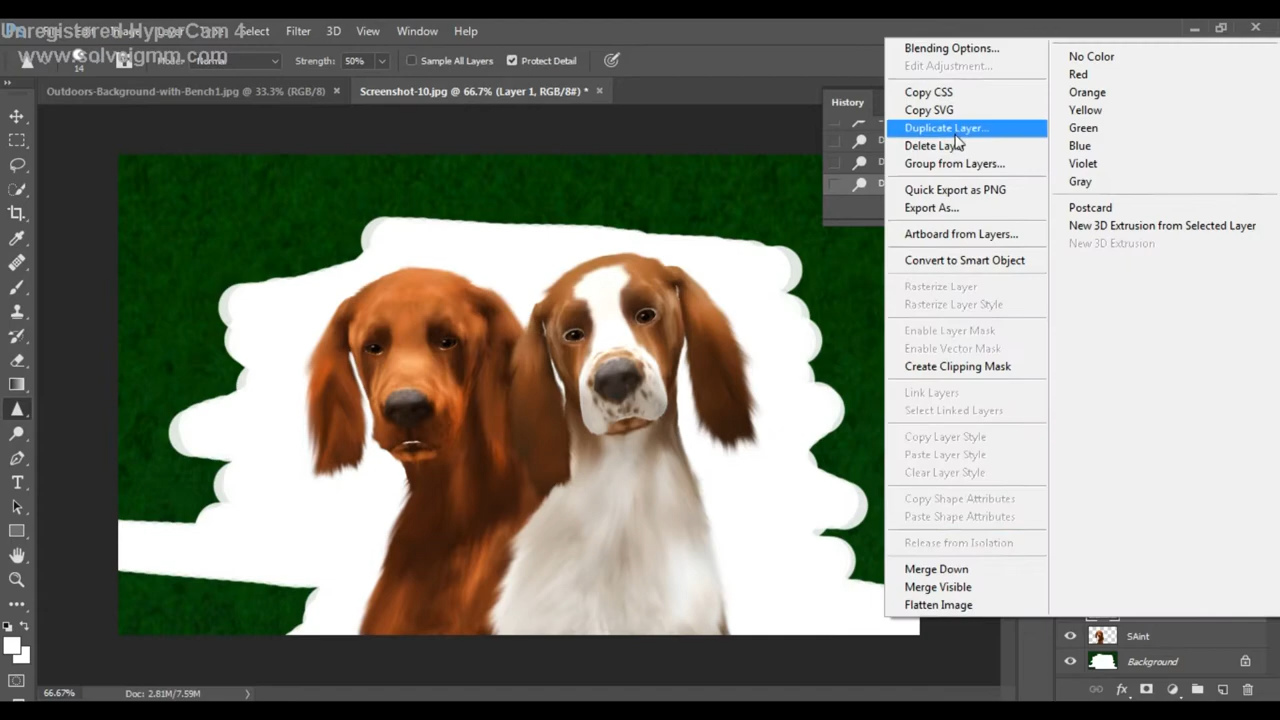 Unregistered HyperCam 4
www.solveigmm.com
Filter 3D View Window Help
14 Strength: 50% Sample All Layers Protect Detail
Outdoors-Background-with-Bench1.jpg @ 33.3% (RGB/8) × Screenshot-10.jpg @ 66.7% (Layer 1, RGB/8#) * ×
History
Blending Options...
Edit Adjustment...
Copy CSS
Copy SVG
Duplicate Layer...
Delete Layer
Group from Layers...
Quick Export as PNG
Export As...
Artboard from Layers...
Convert to Smart Object
Rasterize Layer
Rasterize Layer Style
Enable Layer Mask
Enable Vector Mask
Create Clipping Mask
Link Layers
Select Linked Layers
Copy Layer Style
Paste Layer Style
Clear Layer Style
Copy Shape Attributes
Paste Shape Attributes
Release from Isolation
Merge Down
Merge Visible
Flatten Image
No Color
Red
Orange
Yellow
Green
Blue
Violet
Gray
Postcard
New 3D Extrusion from Selected Layer
New 3D Extrusion
SAint
Background
66.67% Doc: 2.81M/7.59M